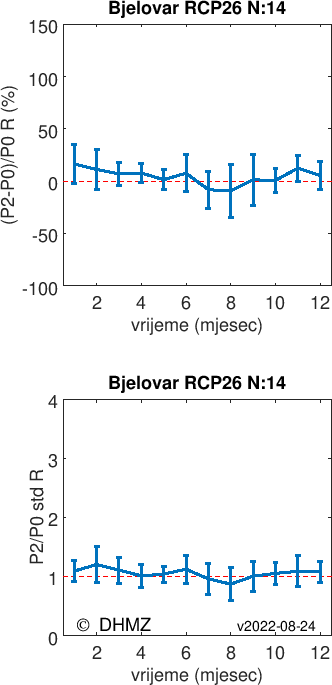 Bjelovar RCP26 N:14
150
100
50
0
-50
-100
(P2-P0)/P0 R (%)
2 4 6 8 10 12
vrijeme (mjesec)
Bjelovar RCP26 N:14
4
3
2
1
0
P2/P0 std R
© DHMZ v2022-08-24
2 4 6 8 10 12
vrijeme (mjesec)